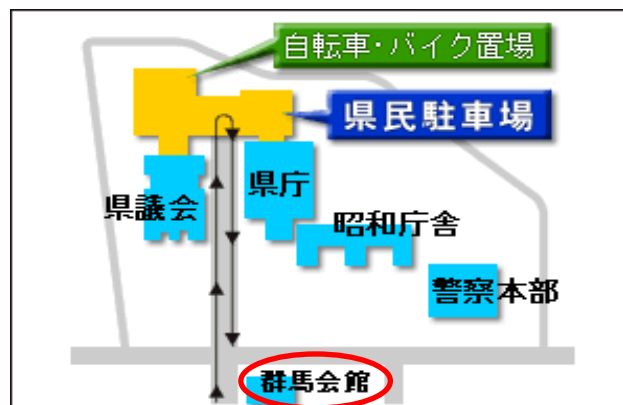 自転車・バイク置場
県民駐車場
県議会
県庁
昭和庁舎
警察本部
群馬会館